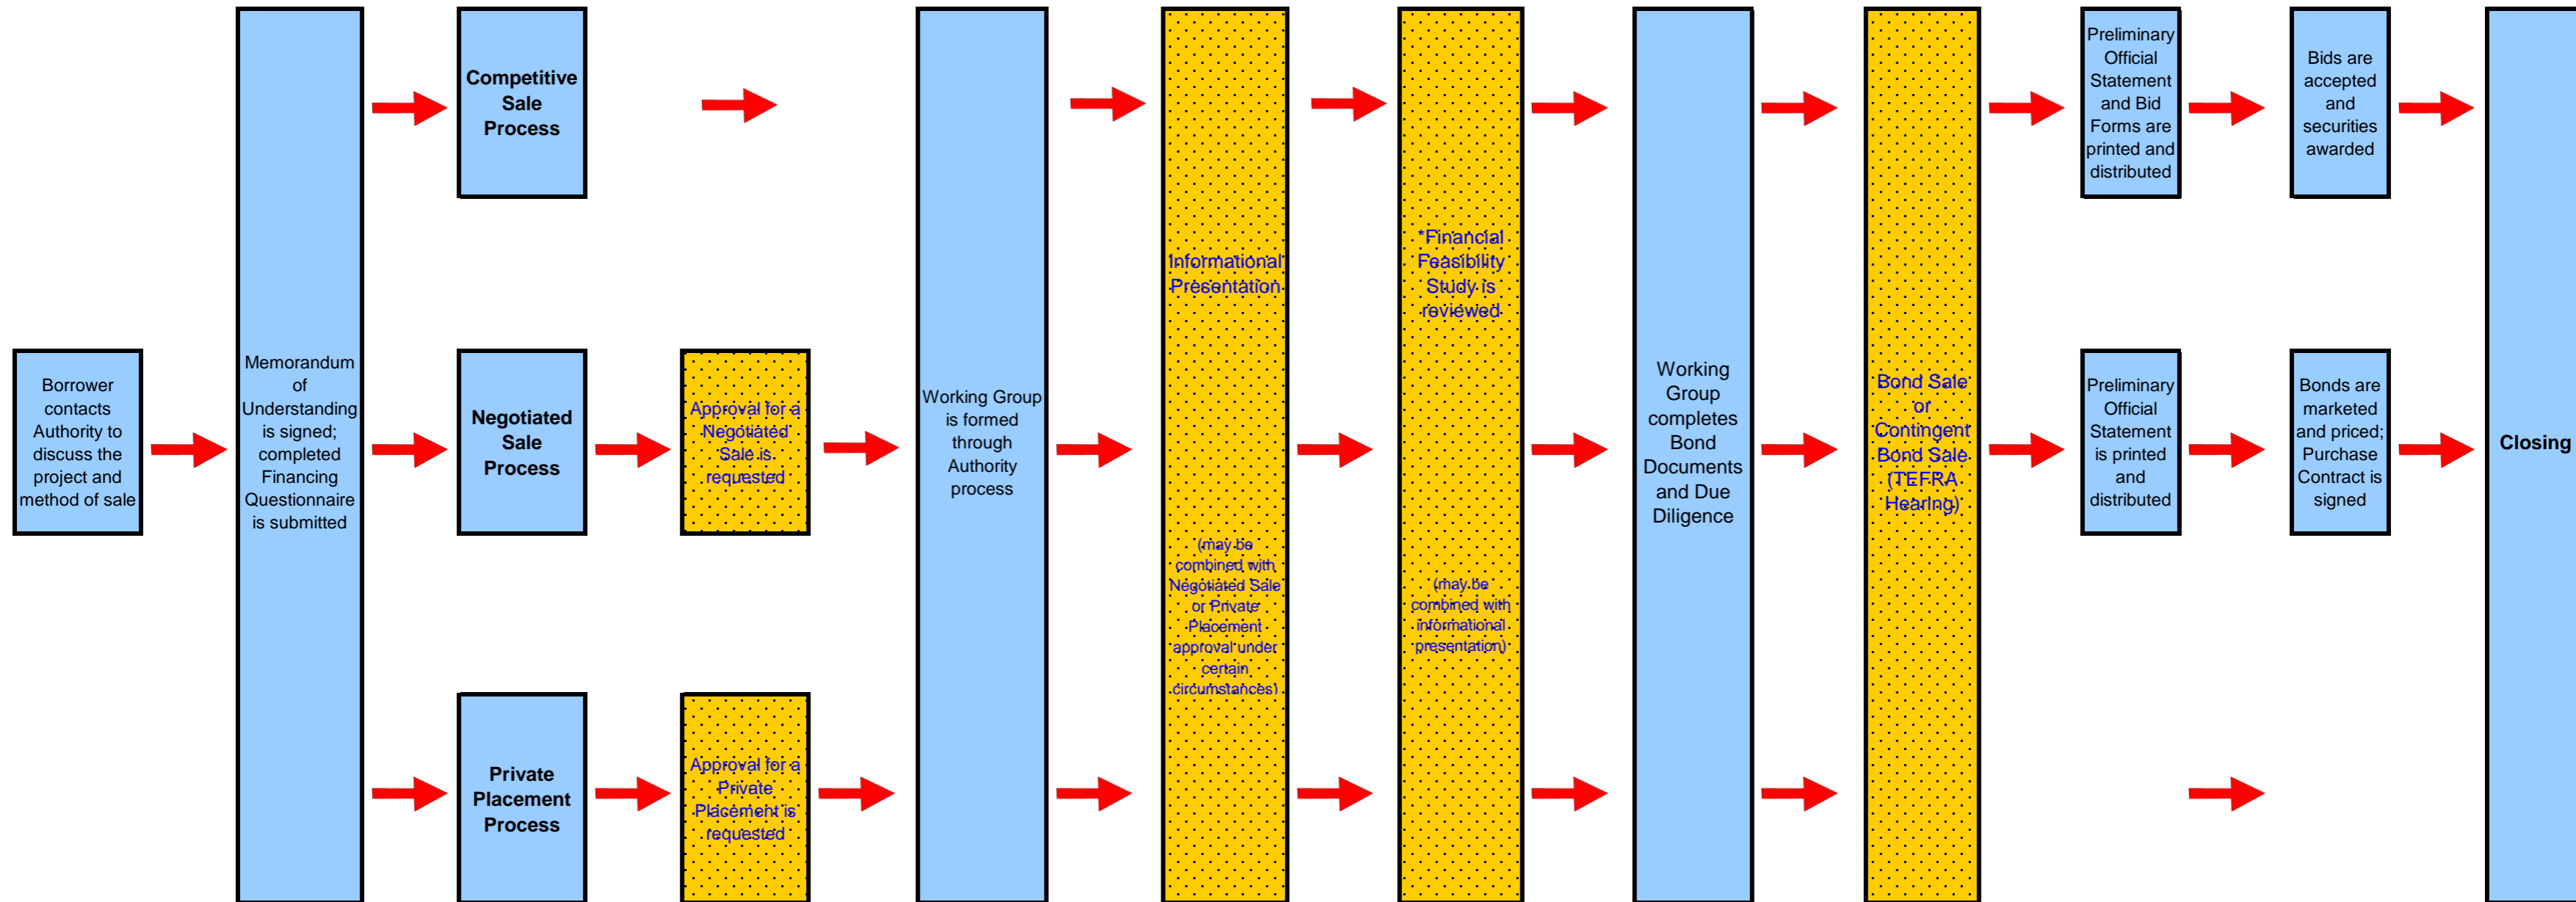 Borrower
contacts
Authority to
discuss the
project and
method of sale
Memorandum
of
Understanding
is signed;
completed
Financing
Questionnaire
is submitted
Competitive
Sale
Process
Negotiated
Sale
Process
Private
Placement
Process
Approval for a
Negotiated
Sale is
requested
Approval for a
Private
Placement is
requested
Working Group
is formed
through
Authority
process
Informational
Presentation
(may be
combined with
Negotiated Sale
or Private
Placement
approval under
certain
circumstances)
*Financial
Feasibility
Study is
reviewed
(may be
combined with
informational
presentation)
Working
Group
completes
Bond
Documents
and Due
Diligence
Bond Sale
or
Contingent
Bond Sale
(TEFRA
Hearing)
Preliminary
Official
Statement
and Bid
Forms are
printed and
distributed
Preliminary
Official
Statement
is printed
and
distributed
Bids are
accepted
and
securities
awarded
Bonds are
marketed
and priced;
Purchase
Contract is
signed
Closing